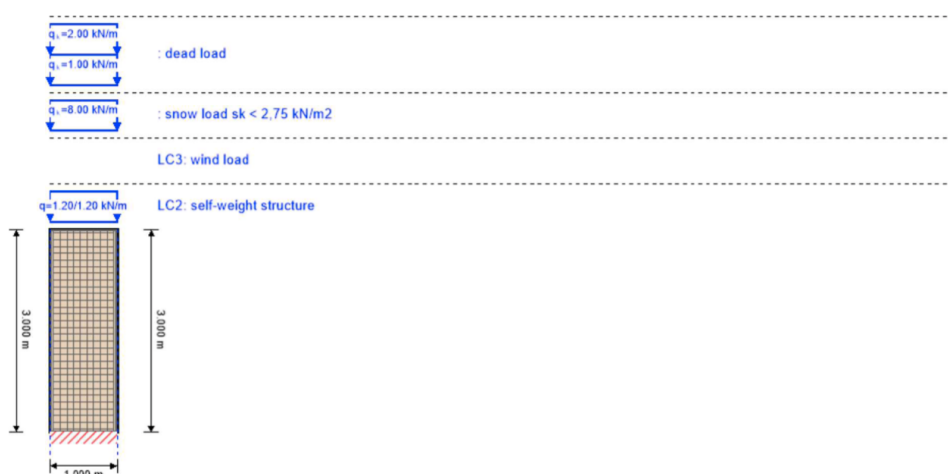 qₖ=2.00 kN/m
: dead load
qₖ=1.00 kN/m
qₖ=8.00 kN/m
: snow load sk < 2,75 kN/m2
LC3: wind load
q=1.20/1.20 kN/m
LC2: self-weight structure
3.000 m
3.000 m
1.000 m